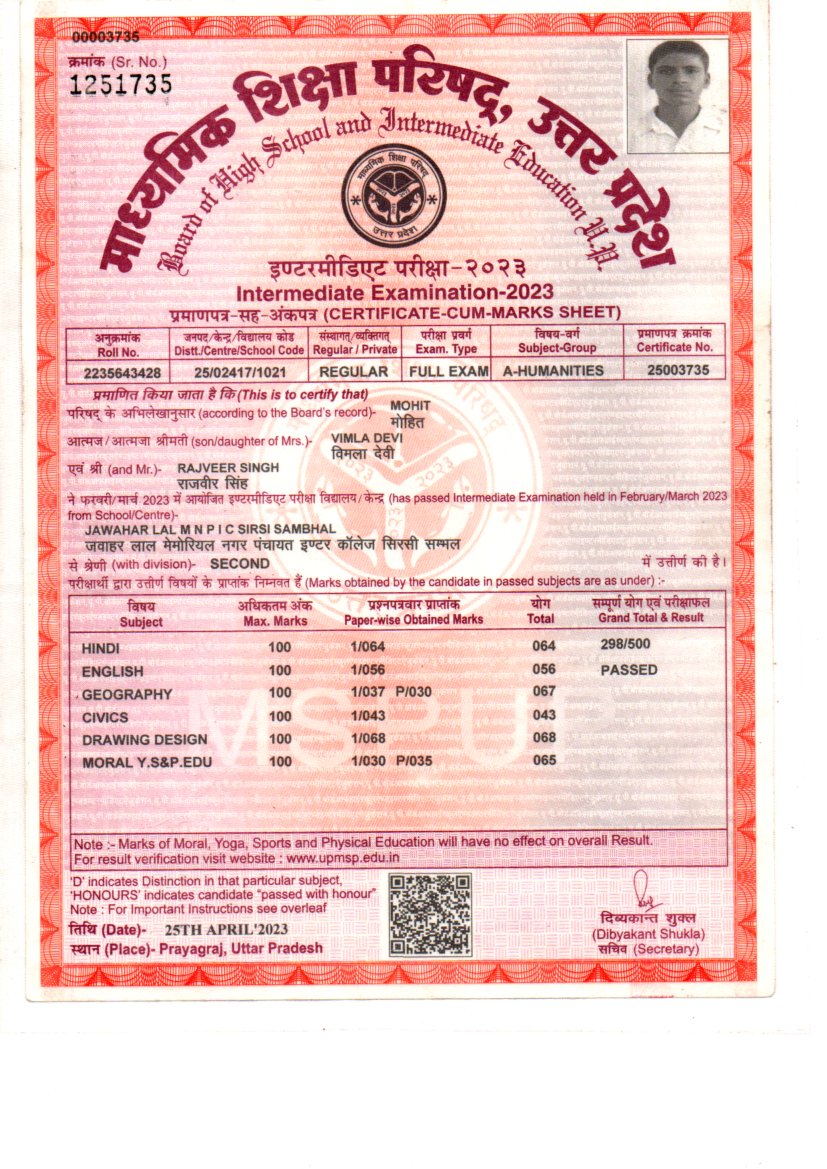 00003735
क्रमांक (Sr. No.)
1251735
माध्यमिक शिक्षा परिषद्, उत्तर प्रदेश
Board of High School and Intermediate Education U.P.
माध्यमिक शिक्षा परिषद्
उत्तर प्रदेश
इण्टरमीडिएट परीक्षा-२०२३
Intermediate Examination-2023
प्रमाणपत्र-सह-अंकपत्र (CERTIFICATE-CUM-MARKS SHEET)
अनुक्रमांक जनपद/केन्द्र/विद्यालय कोड संस्थागत्/व्यक्तिगत् परीक्षा प्रवर्ग विषय-वर्ग प्रमाणपत्र क्रमांक
Roll No. Distt./Centre/School Code Regular / Private Exam. Type Subject-Group Certificate No.
2235643428 25/02417/1021 REGULAR FULL EXAM A-HUMANITIES 25003735
प्रमाणित किया जाता है कि (This is to certify that)
परिषद् के अभिलेखानुसार (according to the Board's record)- MOHIT
मोहित
आत्मज/आत्मजा श्रीमती (son/daughter of Mrs.)- VIMLA DEVI
विमला देवी
एवं श्री (and Mr.)- RAJVEER SINGH
राजवीर सिंह
ने फरवरी/मार्च 2023 में आयोजित इण्टरमीडिएट परीक्षा विद्यालय/केन्द्र (has passed Intermediate Examination held in February/March 2023
from School/Centre)-
JAWAHAR LAL M N P I C SIRSI SAMBHAL
जवाहर लाल मेमोरियल नगर पंचायत इण्टर कॉलेज सिरसी सम्भल
से श्रेणी (with division)- SECOND में उत्तीर्ण की है।
परीक्षार्थी द्वारा उत्तीर्ण विषयों के प्राप्तांक निम्नवत हैं (Marks obtained by the candidate in passed subjects are as under) :-
विषय अधिकतम अंक प्रश्नपत्रवार प्राप्तांक योग सम्पूर्ण योग एवं परीक्षाफल
Subject Max. Marks Paper-wise Obtained Marks Total Grand Total & Result
HINDI 100 1/064 064 298/500
ENGLISH 100 1/056 056 PASSED
GEOGRAPHY 100 1/037 P/030 067
CIVICS 100 1/043 043
DRAWING DESIGN 100 1/068 068
MORAL Y.S&P.EDU 100 1/030 P/035 065
MSPUP
Note :- Marks of Moral, Yoga, Sports and Physical Education will have no effect on overall Result.
For result verification visit website : www.upmsp.edu.in
'D' indicates Distinction in that particular subject,
'HONOURS' indicates candidate "passed with honour"
Note : For Important Instructions see overleaf
तिथि (Date)- 25TH APRIL'2023
स्थान (Place)- Prayagraj, Uttar Pradesh
दिव्यकान्त शुक्ल
(Dibyakant Shukla)
सचिव (Secretary)